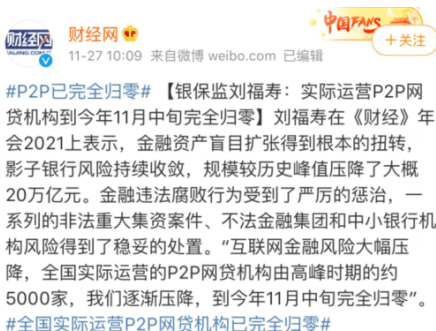 中国FANS
财经网
财经网
AIJING.COM.C
11-27 10:09 来自微博 weibo.com 已编辑
+关注
#P2P已完全归零# 【银保监刘福寿：实际运营P2P网
贷机构到今年11月中旬完全归零】刘福寿在《财经》年
会2021上表示，金融资产盲目扩张得到根本的扭转，
影子银行风险持续收敛，规模较历史峰值压降了大概
20万亿元。金融违法腐败行为受到了严厉的惩治，一
系列的非法重大集资案件、不法金融集团和中小银行机
构风险得到了稳妥的处置。“互联网金融风险大幅压
降，全国实际运营的P2P网贷机构由高峰时期的约
5000家，我们逐渐压降，到今年11月中旬完全归零”。
#全国实际运营P2P网贷机构已完全归零#